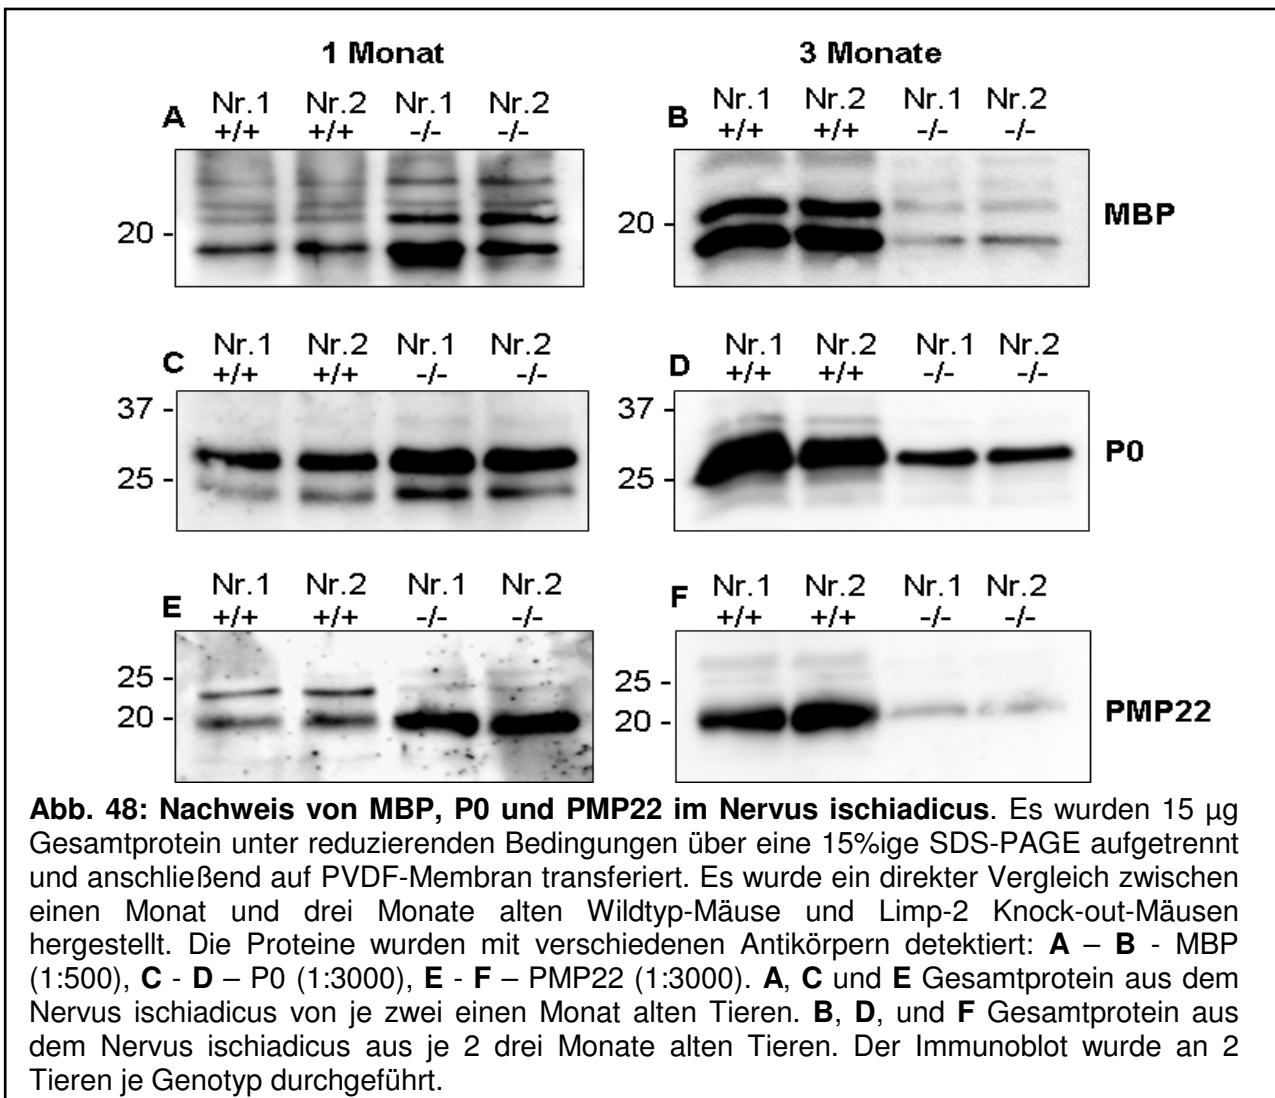 1 Monat
3 Monate
A
Nr.1 Nr.2 Nr.1 Nr.2
+/+ +/+ -/- -/-
20 -
B
Nr.1 Nr.2 Nr.1 Nr.2
+/+ +/+ -/- -/-
20 -
MBP
C
Nr.1 Nr.2 Nr.1 Nr.2
+/+ +/+ -/- -/-
37 -
25 -
D
Nr.1 Nr.2 Nr.1 Nr.2
+/+ +/+ -/- -/-
37 -
25 -
P0
E
Nr.1 Nr.2 Nr.1 Nr.2
+/+ +/+ -/- -/-
25 -
20 -
F
Nr.1 Nr.2 Nr.1 Nr.2
+/+ +/+ -/- -/-
25 -
20 -
PMP22
Abb. 48: Nachweis von MBP, P0 und PMP22 im Nervus ischiadicus. Es wurden 15 µg
Gesamtprotein unter reduzierenden Bedingungen über eine 15%ige SDS-PAGE aufgetrennt
und anschließend auf PVDF-Membran transferiert. Es wurde ein direkter Vergleich zwischen
einen Monat und drei Monate alten Wildtyp-Mäuse und Limp-2 Knock-out-Mäusen
hergestellt. Die Proteine wurden mit verschiedenen Antikörpern detektiert: A – B - MBP
(1:500), C - D – P0 (1:3000), E - F – PMP22 (1:3000). A, C und E Gesamtprotein aus dem
Nervus ischiadicus von je zwei einen Monat alten Tieren. B, D, und F Gesamtprotein aus
dem Nervus ischiadicus aus je 2 drei Monate alten Tieren. Der Immunoblot wurde an 2
Tieren je Genotyp durchgeführt.